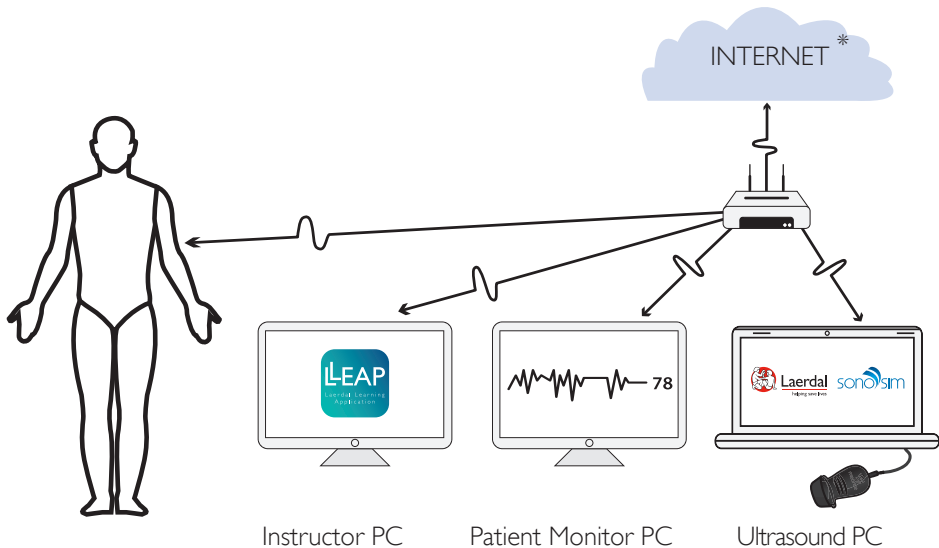 INTERNET *
LLEAP
Laerdal Learning
Application
78
Laerdal
helping save lives
sonosim
Instructor PC
Patient Monitor PC
Ultrasound PC